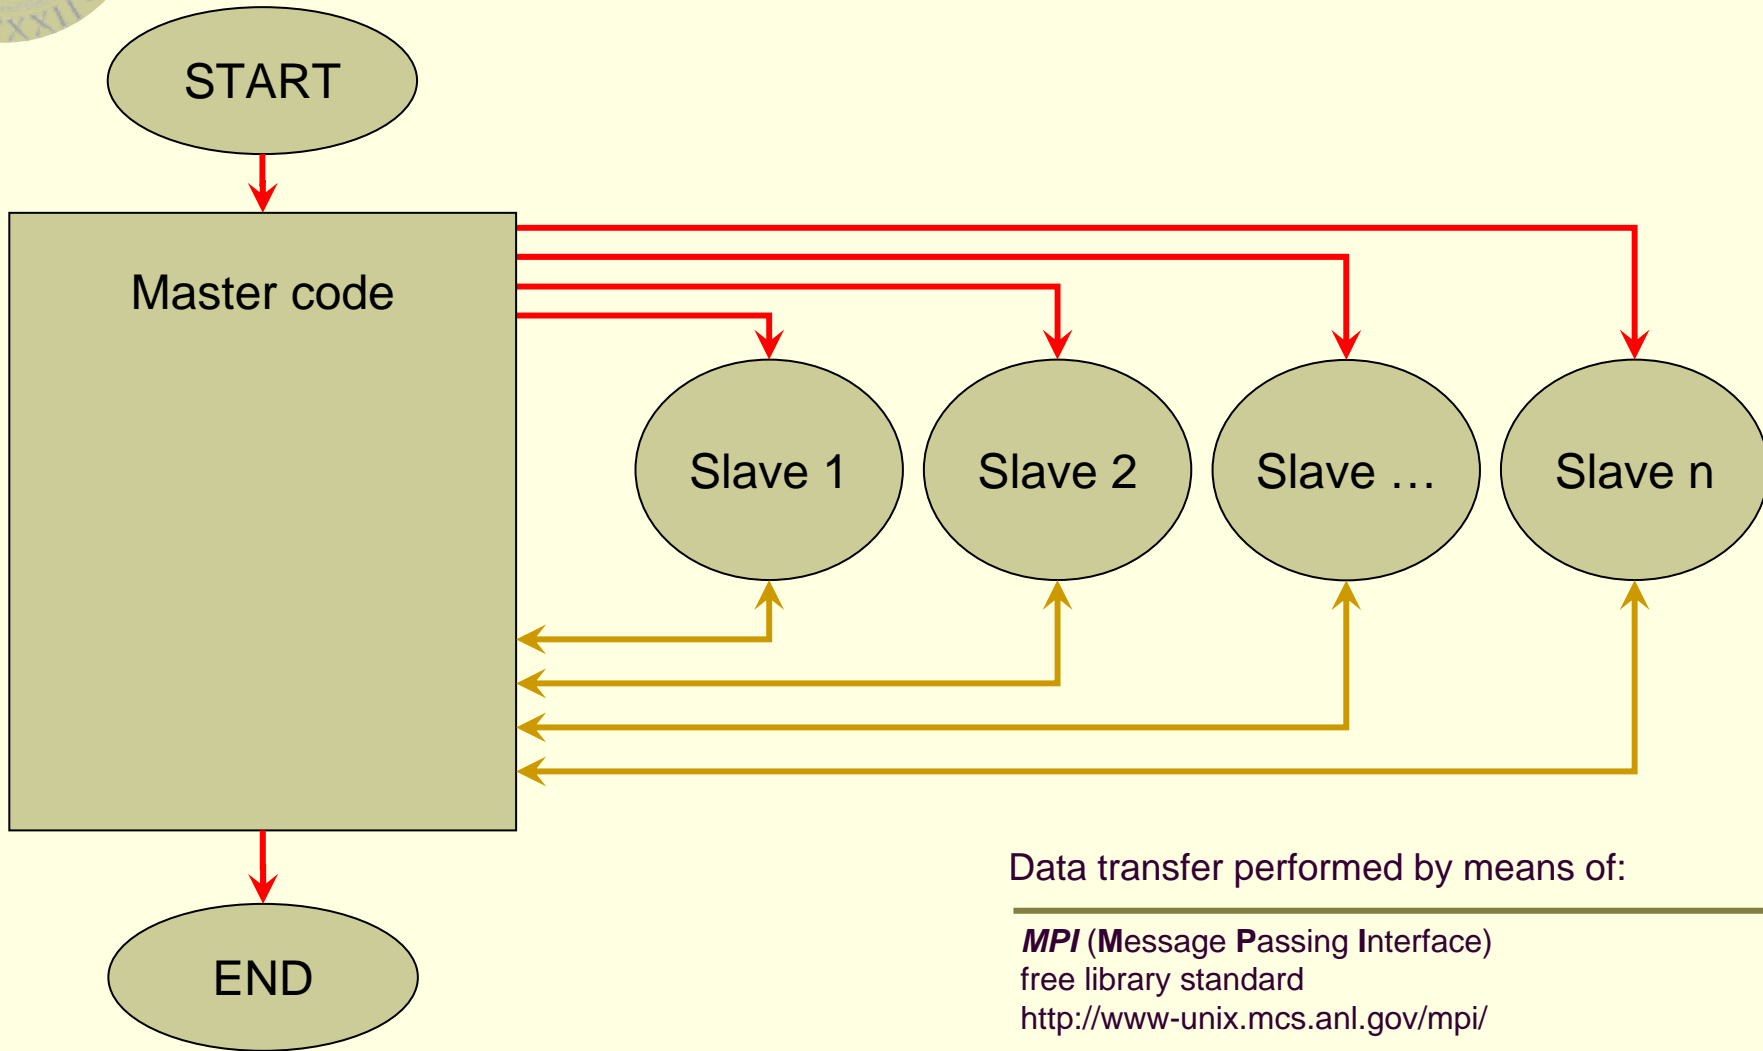 START
Master code
Slave 1
Slave 2
Slave …
Slave n
END
Data transfer performed by means of:
MPI (Message Passing Interface)
free library standard
http://www-unix.mcs.anl.gov/mpi/